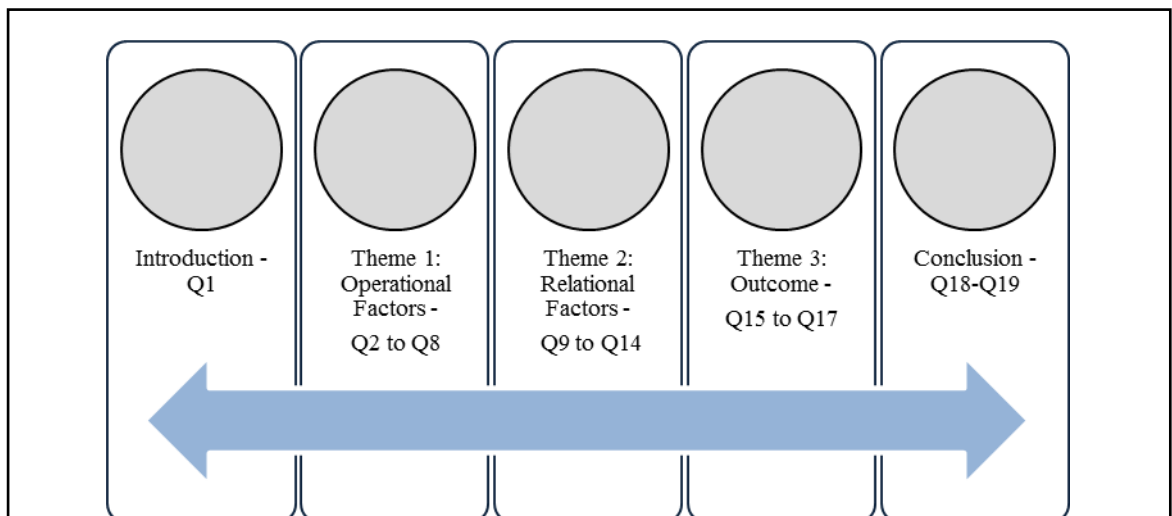 Introduction -
Q1
Theme 1:
Operational
Factors -
Q2 to Q8
Theme 2:
Relational
Factors -
Q9 to Q14
Theme 3:
Outcome -
Q15 to Q17
Conclusion -
Q18-Q19